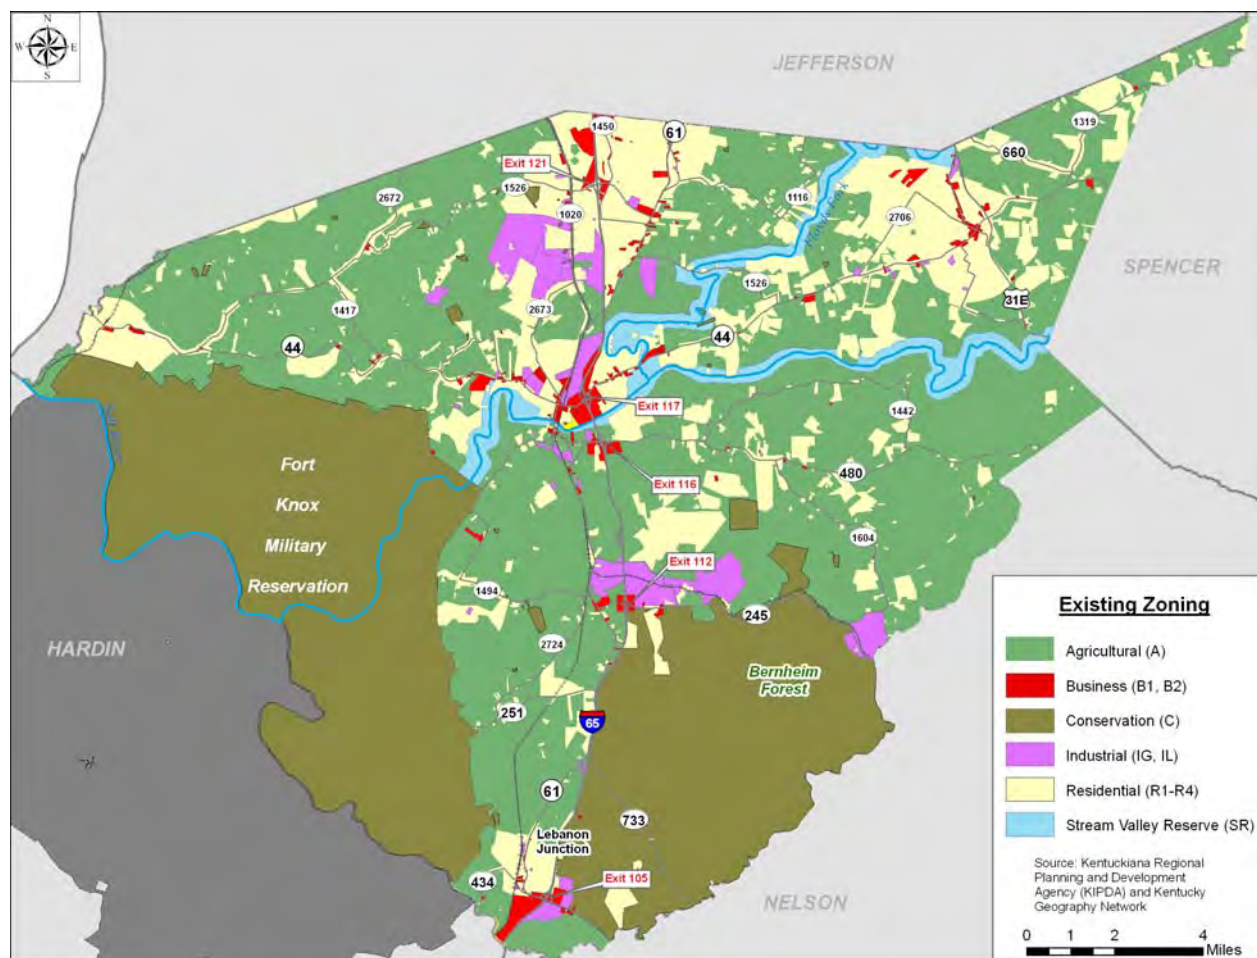 N
W
E
S
JEFFERSON
1450
61
1319
Exit 121
660
2672
1526
1116
1020
Floyds Fork
2706
SPENCER
1526
31E
1417
2673
44
44
Exit 117
1442
Fort
Knox
Military
Reservation
480
Exit 116
1604
Exit 112
1494
245
HARDIN
2724
Bernheim
Forest
251
65
61
733
Lebanon
Junction
434
Exit 105
NELSON
Existing Zoning
Agricultural (A)
Business (B1, B2)
Conservation (C)
Industrial (IG, IL)
Residential (R1-R4)
Stream Valley Reserve (SR)
Source: Kentuckiana Regional
Planning and Development
Agency (KIPDA) and Kentucky
Geography Network
0 1 2 4
Miles